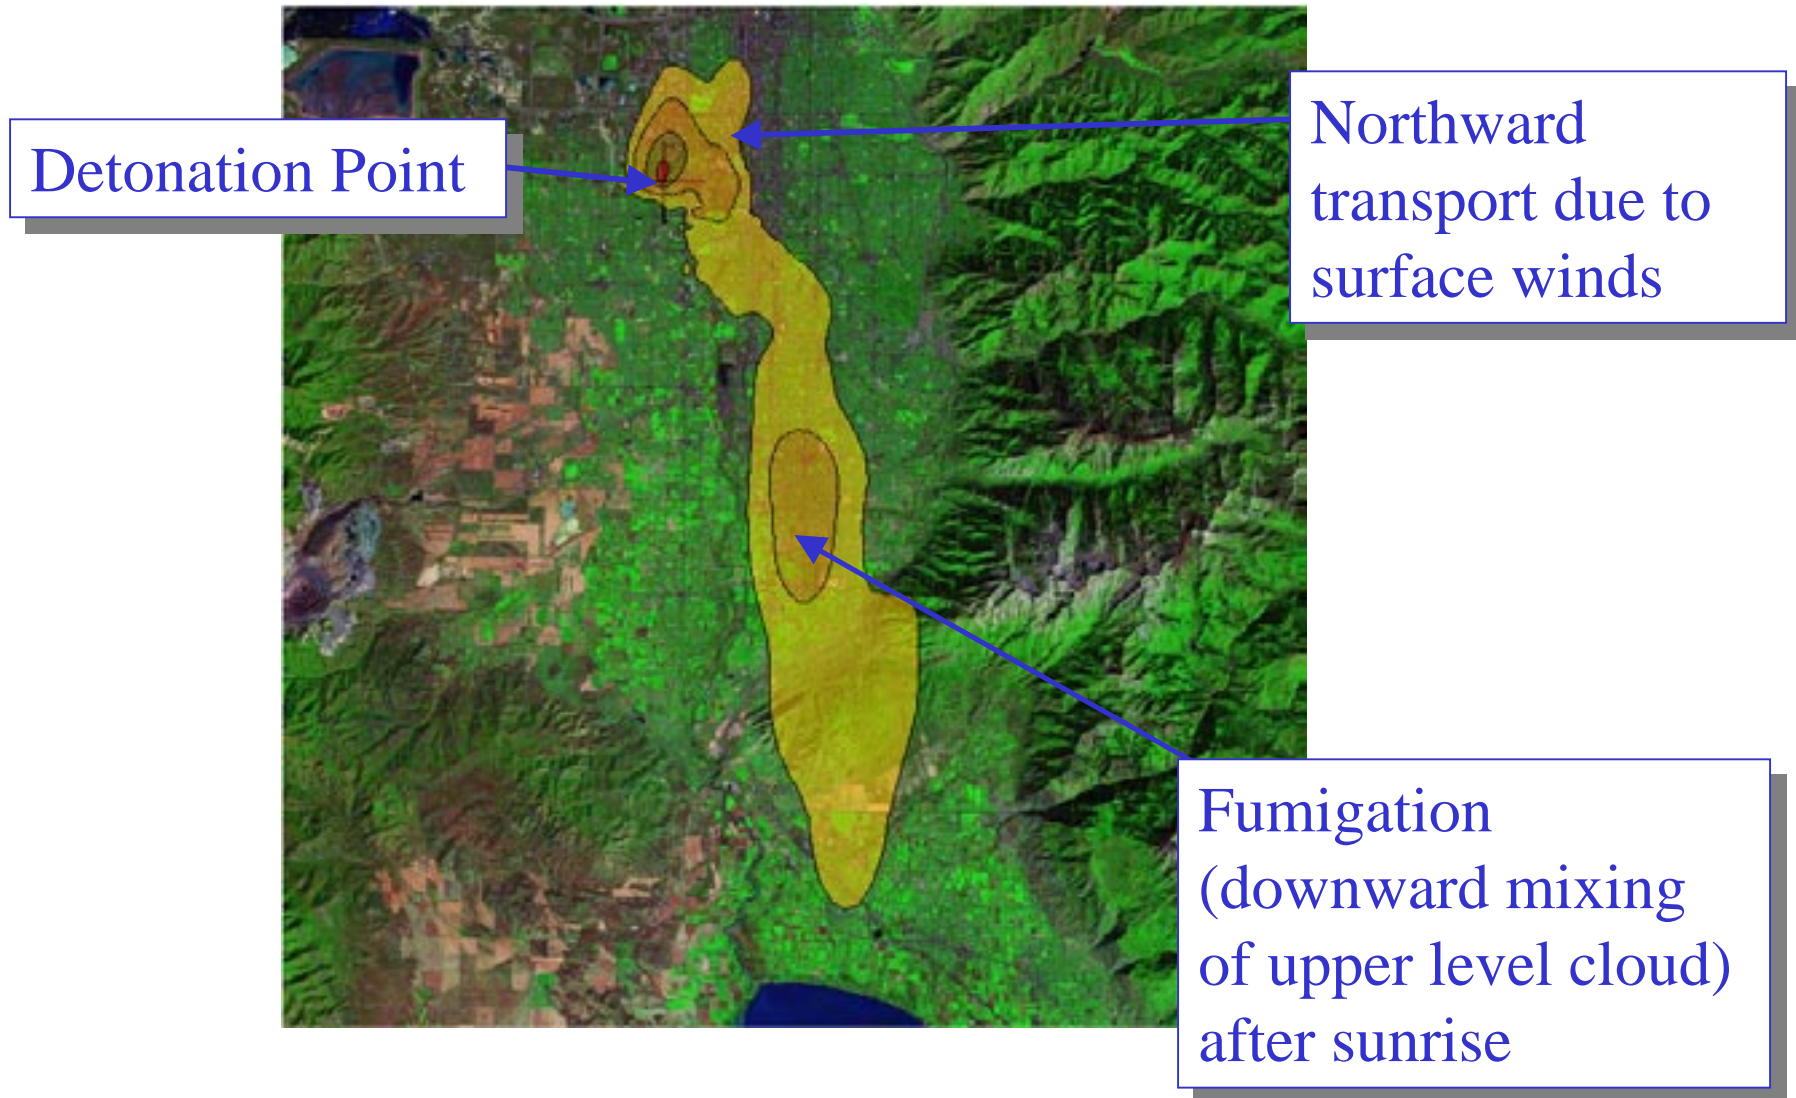 Detonation Point
Northward
transport due to
surface winds
Fumigation
(downward mixing
of upper level cloud)
after sunrise